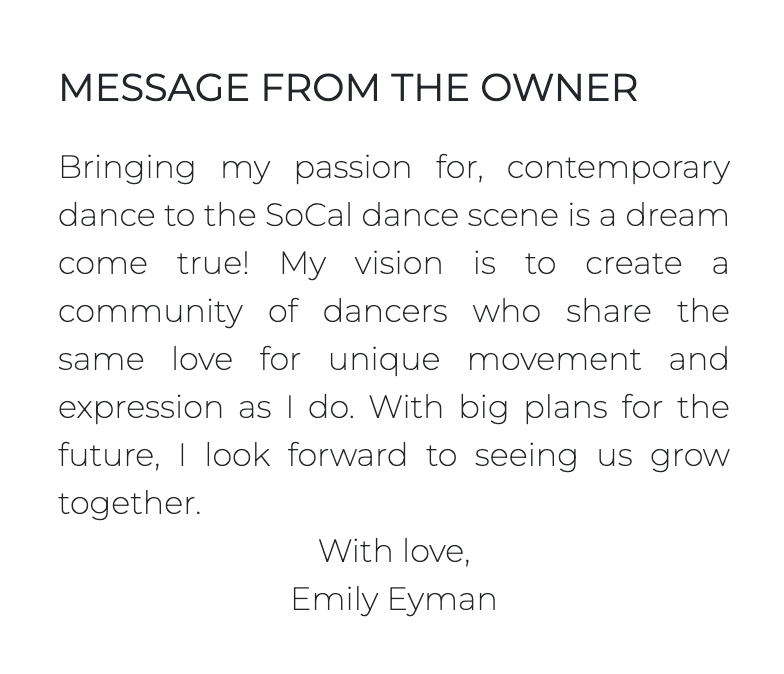 MESSAGE FROM THE OWNER
Bringing my passion for, contemporary
dance to the SoCal dance scene is a dream
come true! My vision is to create a
community of dancers who share the
same love for unique movement and
expression as I do. With big plans for the
future, I look forward to seeing us grow
together.
With love,
Emily Eyman